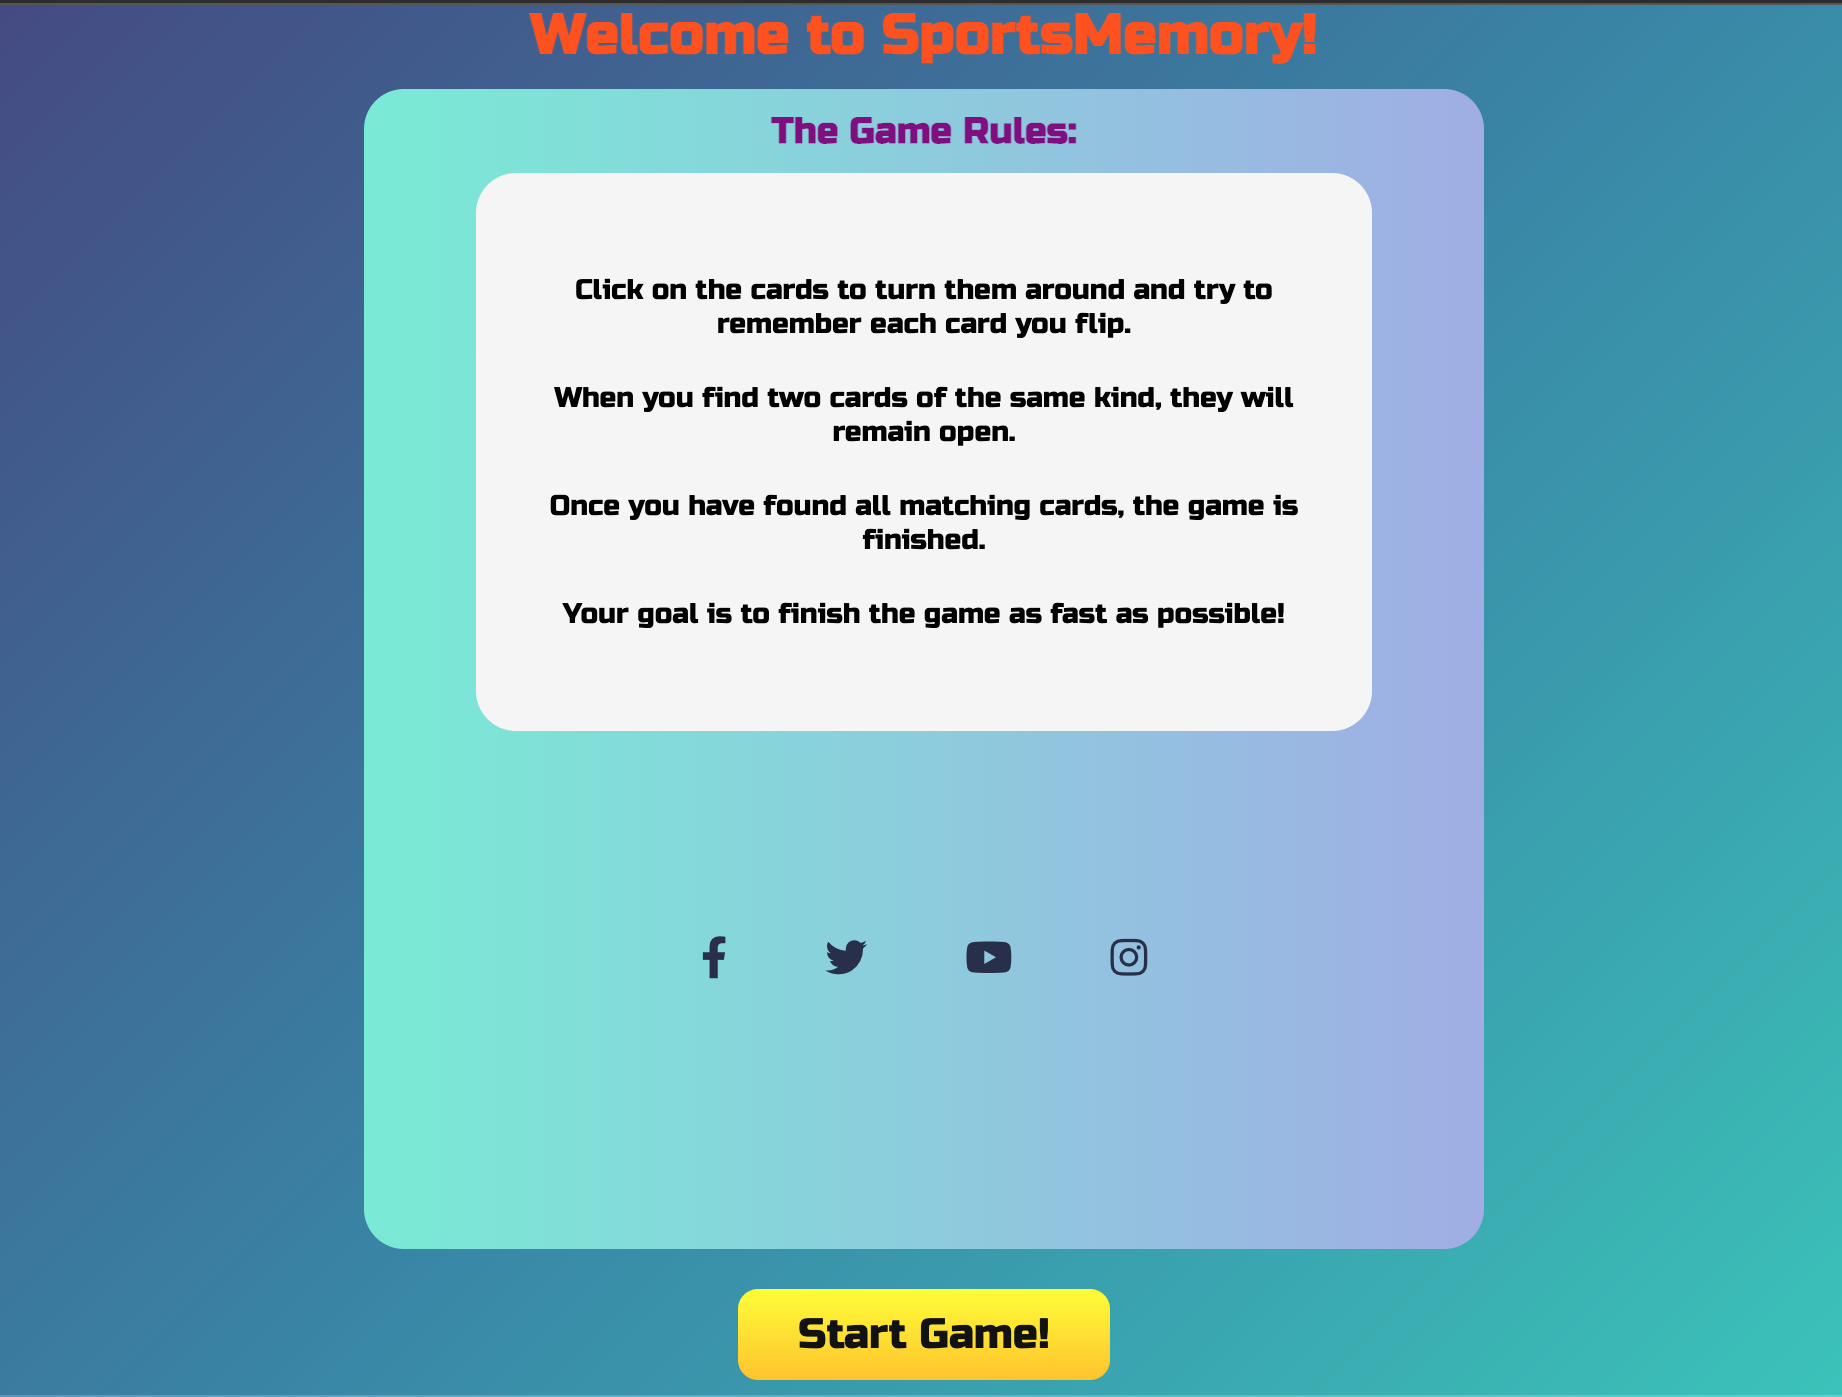 Welcome to SportsMemory!
The Game Rules:
Click on the cards to turn them around and try to
remember each card you flip.
When you find two cards of the same kind, they will
remain open.
Once you have found all matching cards, the game is
finished.
Your goal is to finish the game as fast as possible!
Start Game!